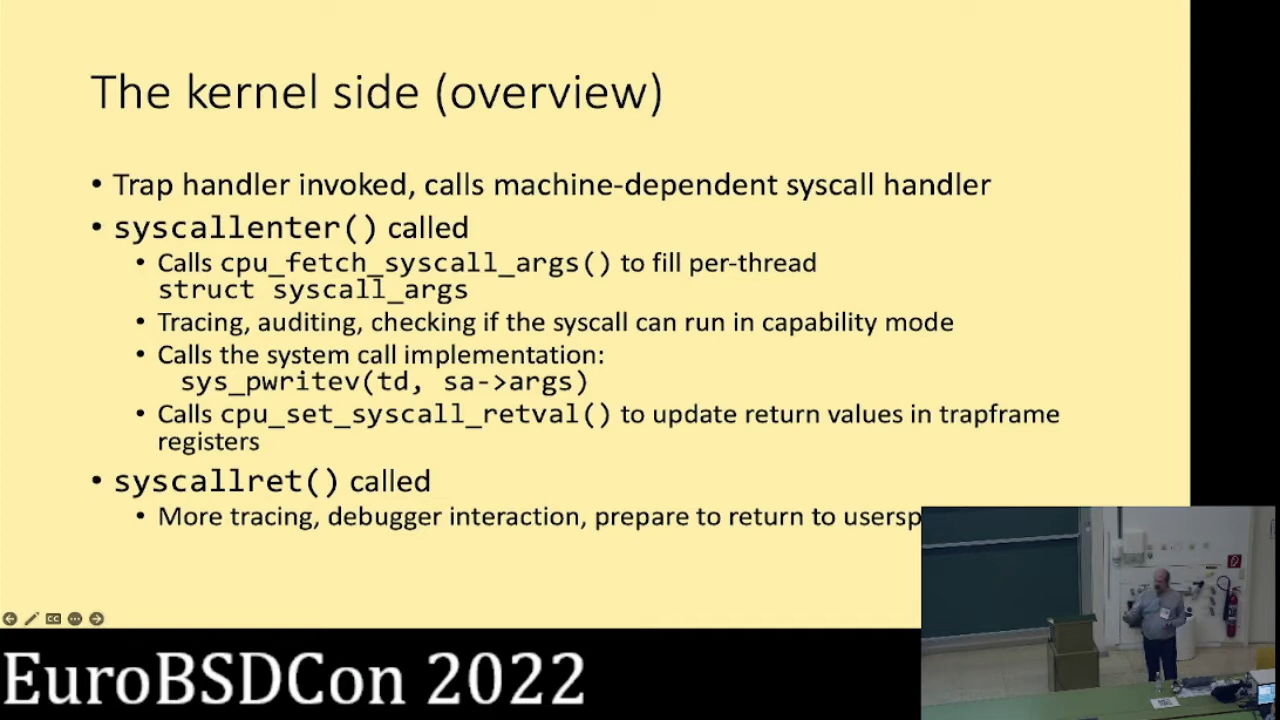 The kernel side (overview)
• Trap handler invoked, calls machine-dependent syscall handler
• syscallenter() called
• Calls cpu_fetch_syscall_args() to fill per-thread
struct syscall_args
• Tracing, auditing, checking if the syscall can run in capability mode
• Calls the system call implementation:
sys_pwritev(td, sa->args)
• Calls cpu_set_syscall_retval() to update return values in trapframe
registers
• syscallret() called
• More tracing, debugger interaction, prepare to return to usersp
CC
EuroBSDCon 2022